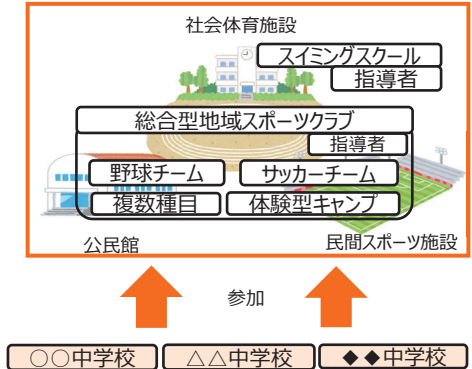 社会体育施設
スイミングスクール
指導者
総合型地域スポーツクラブ
指導者
野球チーム
サッカーチーム
複数種目
体験型キャンプ
公民館
民間スポーツ施設
参加
○○中学校
△△中学校
◆◆中学校